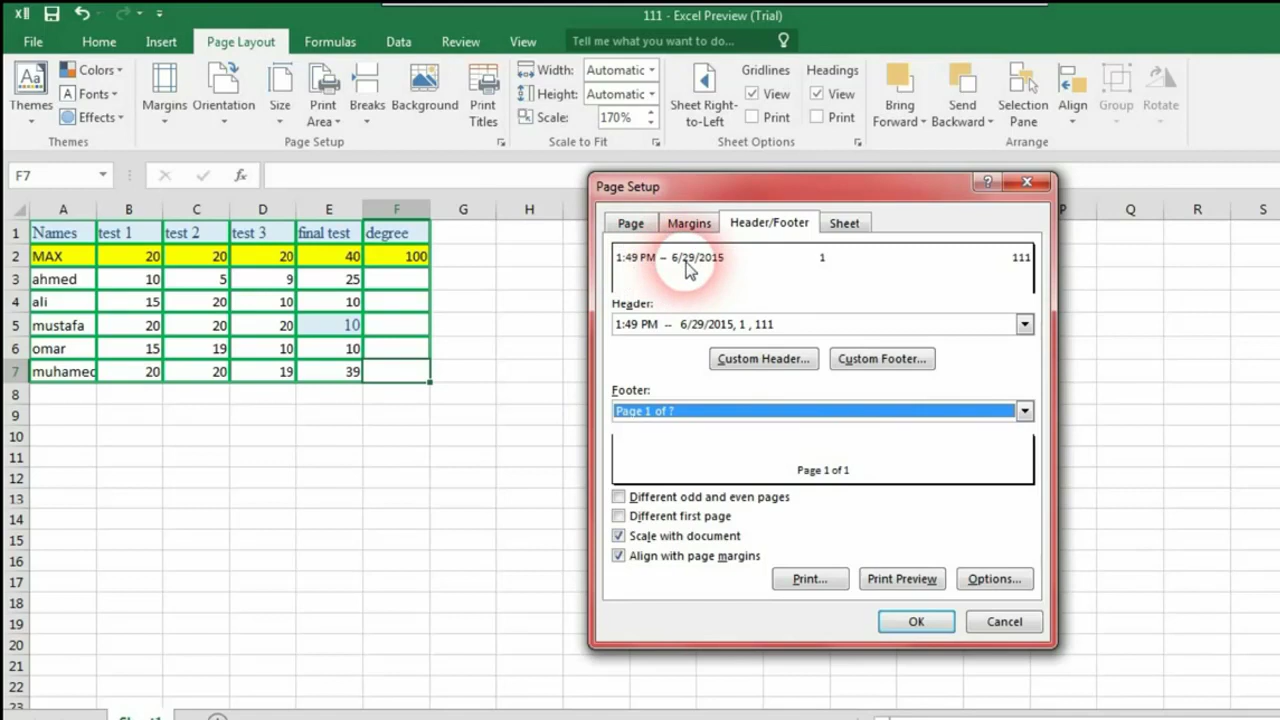 111 - Excel Preview (Trial)
File Home Insert Page Layout Formulas Data Review View Tell me what you want to do...
Colors Fonts Effects
Themes Margins Orientation Size Print Area Breaks Background Print Titles
Width: Automatic
Height: Automatic
Scale: 170%
Sheet Right-to-Left
Gridlines Headings
View View
Print Print
Bring Forward Send Backward Selection Pane Align Group Rotate
Themes Page Setup Scale to Fit Sheet Options Arrange
F7 fx
A B C D E F G H P Q R S
1 Names test 1 test 2 test 3 final test degree
2 MAX 20 20 20 40 100
3 ahmed 10 5 9 25
4 ali 15 20 10 10
5 mustafa 20 20 20 10
6 omar 15 19 10 10
7 muhamed 20 20 19 39
8
9
10
11
12
13
14
15
16
17
18
19
20
21
22
23
Sheet1
Page Setup
Page Margins Header/Footer Sheet
1:49 PM – 6/29/2015 1 111
Header:
1:49 PM -- 6/29/2015, 1 , 111
Custom Header... Custom Footer...
Footer:
Page 1 of ?
Page 1 of 1
Different odd and even pages
Different first page
Scale with document
Align with page margins
Print... Print Preview Options...
OK Cancel